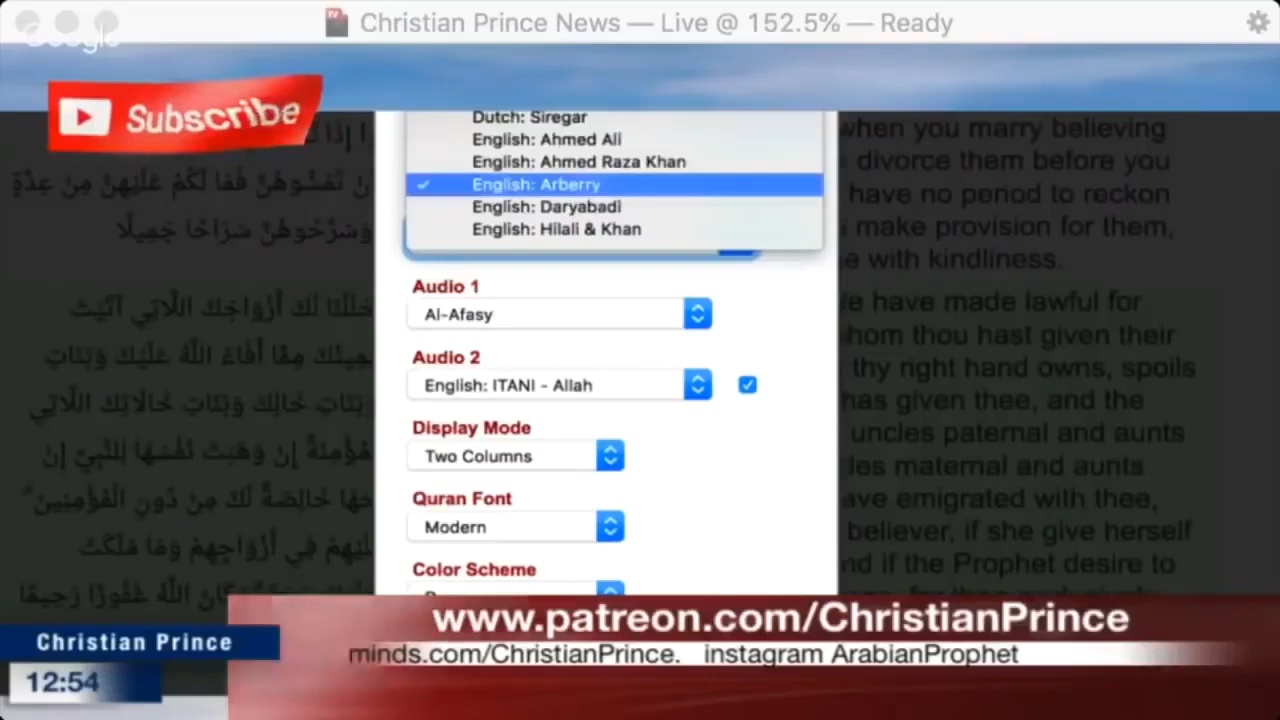 Christian Prince News — Live @ 152.5% — Ready
Google
Subscribe
Dutch: Siregar
English: Ahmed Ali
English: Ahmed Raza Khan
English: Arberry
English: Daryabadi
English: Hilali & Khan
Audio 1
Al-Afasy
Audio 2
English: ITANI - Allah
Display Mode
Two Columns
Quran Font
Modern
Color Scheme
تَمَسُّوهُنَّ فَمَا لَكُمْ عَلَيْهِنَّ مِنْ عِدَّةٍ
وَسَرِّحُوهُنَّ سَرَاحًا جَمِيلًا
لَكَ أَزْوَاجَكَ اللَّاتِي آتَيْتَ
يَمِينُكَ مِمَّا أَفَاءَ اللَّهُ عَلَيْكَ وَبَنَاتِ
وَبَنَاتِ خَالِكَ وَبَنَاتِ خَالَاتِكَ اللَّاتِي
مُؤْمِنَةً إِن وَهَبَتْ نَفْسَهَا لِلنَّبِيِّ إِنْ
خَالِصَةً لَكَ مِن دُونِ الْمُؤْمِنِينَ
فِي أَزْوَاجِهِمْ وَمَا مَلَكَتْ
اللَّهُ غَفُورًا رَحِيمًا
when you marry believing
divorce them before you
have no period to reckon
make provision for them,
with kindliness.
have made lawful for
whom thou hast given their
thy right hand owns, spoils
has given thee, and the
uncles paternal and aunts
maternal and aunts
have emigrated with thee,
believer, if she give herself
if the Prophet desire to
www.patreon.com/ChristianPrince
minds.com/ChristianPrince. instagram ArabianProphet
Christian Prince
12:54